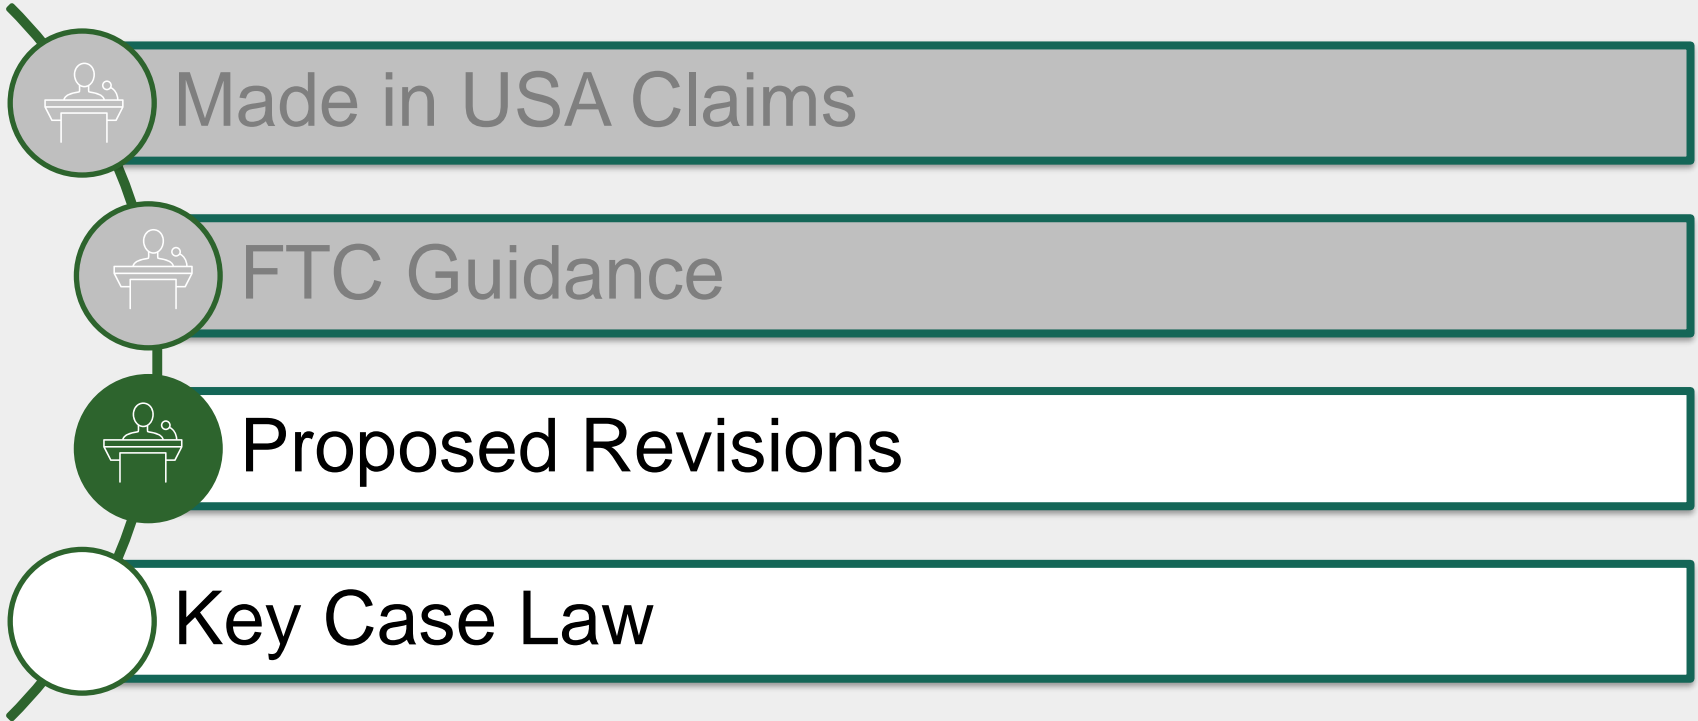 Made in USA Claims
FTC Guidance
Proposed Revisions
Key Case Law